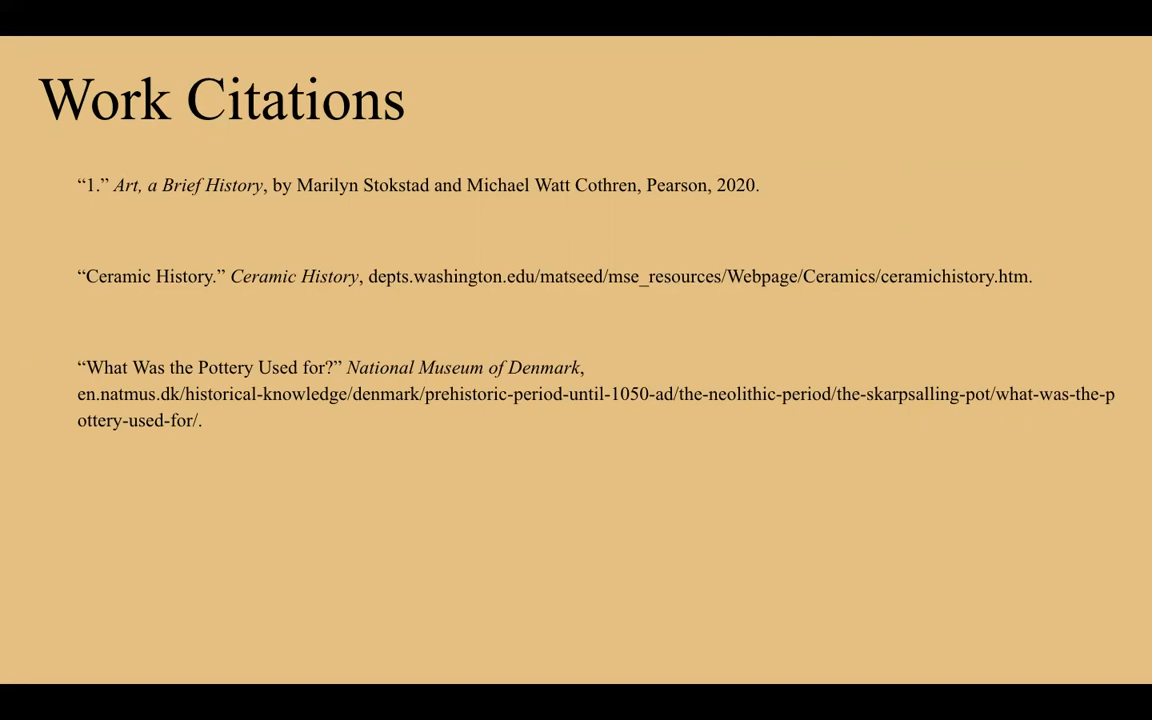 Work Citations
“1.” Art, a Brief History, by Marilyn Stokstad and Michael Watt Cothren, Pearson, 2020.
“Ceramic History.” Ceramic History, depts.washington.edu/matseed/mse_resources/Webpage/Ceramics/ceramichistory.htm.
“What Was the Pottery Used for?” National Museum of Denmark,
en.natmus.dk/historical-knowledge/denmark/prehistoric-period-until-1050-ad/the-neolithic-period/the-skarpsalling-pot/what-was-the-p
ottery-used-for/.